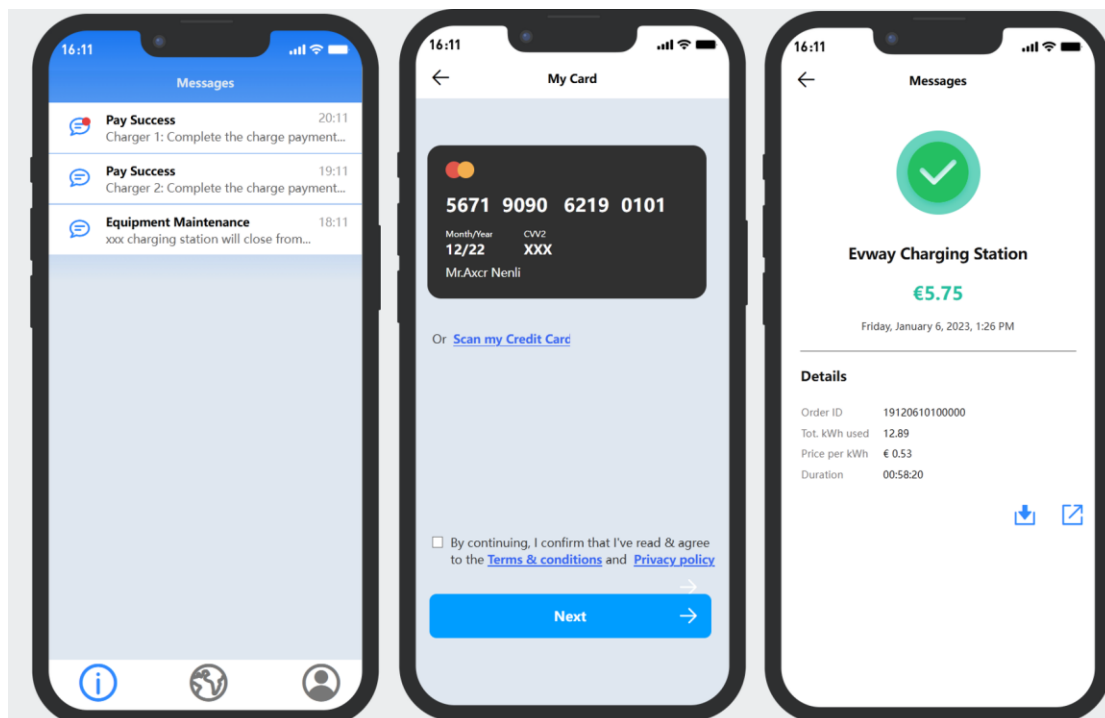 16:11
Messages
Pay Success 20:11
Charger 1: Complete the charge payment...
Pay Success 19:11
Charger 2: Complete the charge payment...
Equipment Maintenance 18:11
xxx charging station will close from...
16:11
My Card
5671 9090 6219 0101
Month/Year CVV2
12/22 XXX
Mr.Axcr Nenli
Or Scan my Credit Card
By continuing, I confirm that I've read & agree
to the Terms & conditions and Privacy policy
Next
16:11
Messages
Evway Charging Station
€5.75
Friday, January 6, 2023, 1:26 PM
Details
Order ID 19120610100000
Tot. kWh used 12.89
Price per kWh € 0.53
Duration 00:58:20